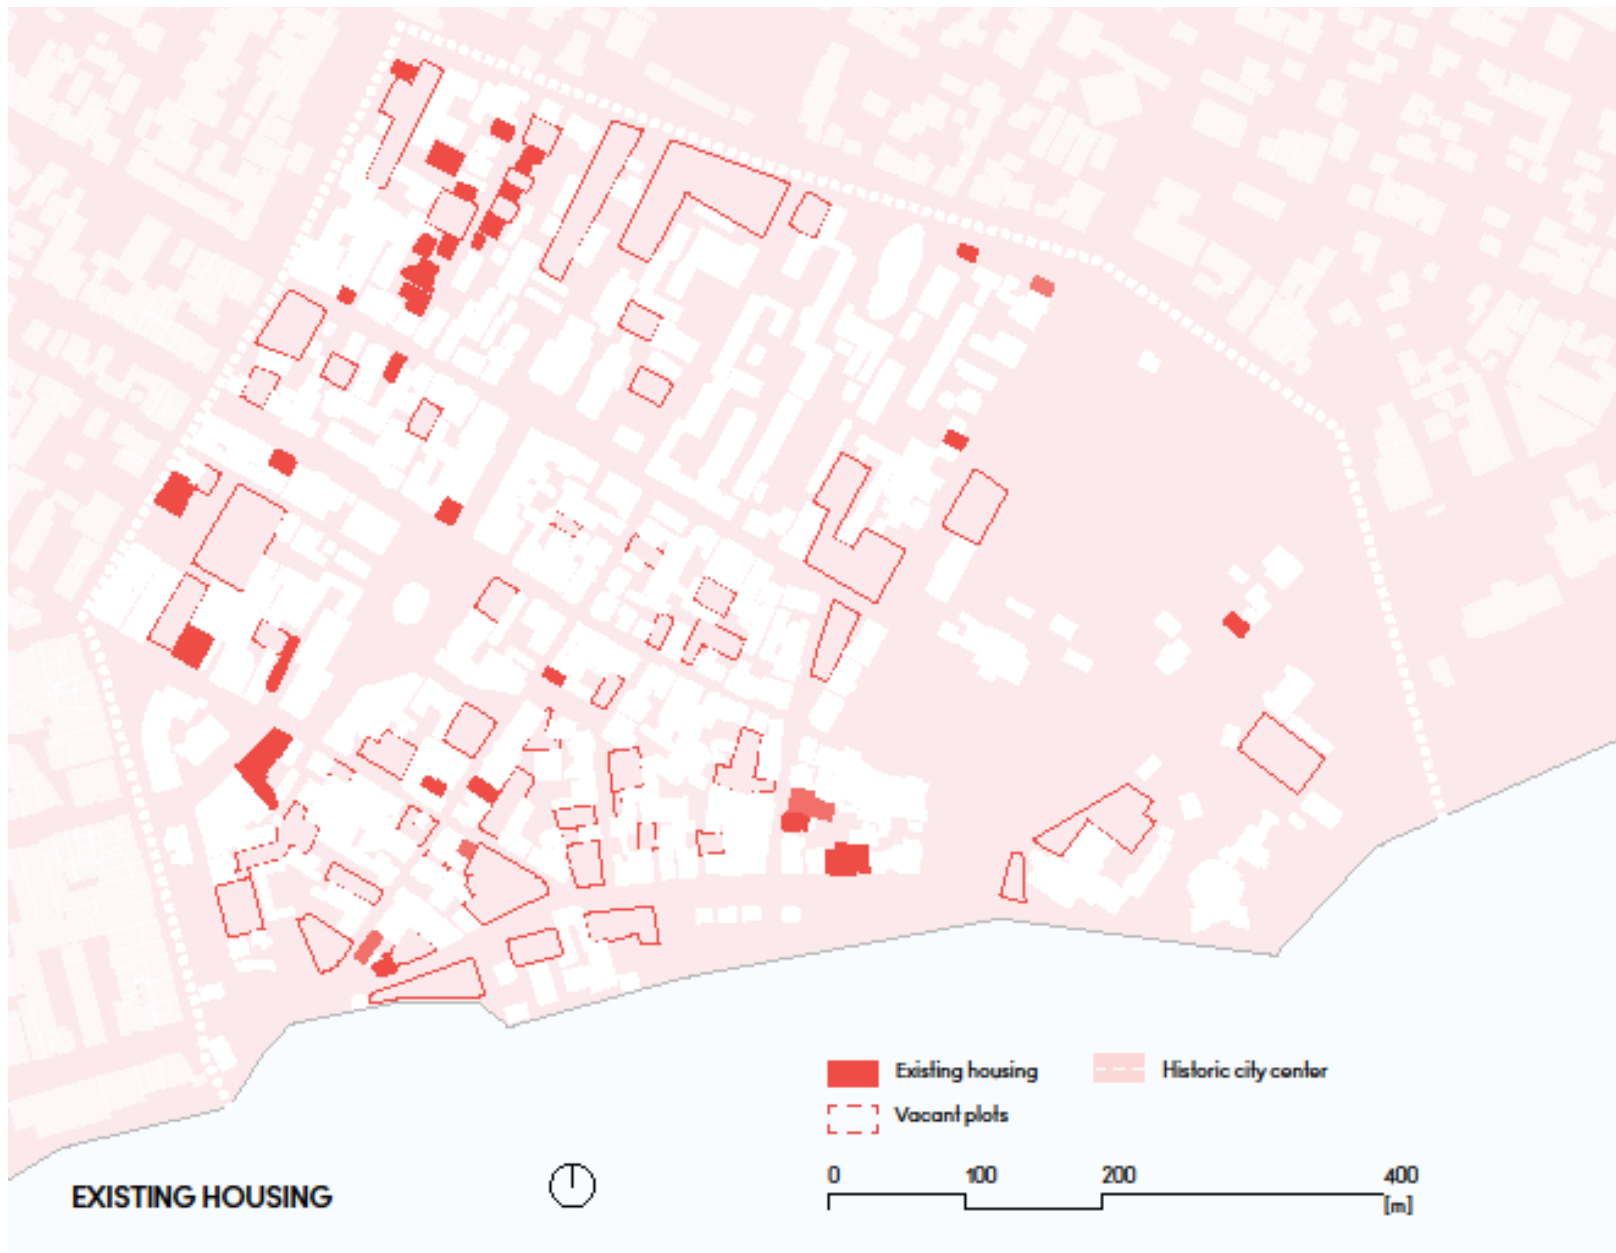 Existing housing
Historic city center
Vacant plots
0 100 200 400
[m]
EXISTING HOUSING